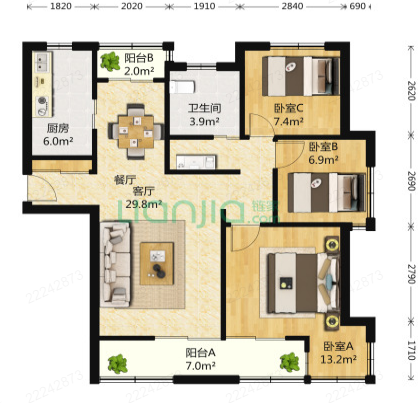 1820 2020 1910 2840 690
阳台B
2.0m²
厨房
6.0m²
卫生间
3.9m²
卧室C
7.4m²
2620
卧室B
6.9m²
2690
餐厅
客厅
29.8m²
lianjia.com
链家
22242873
2790
卧室A
13.2m²
阳台A
7.0m²
1710